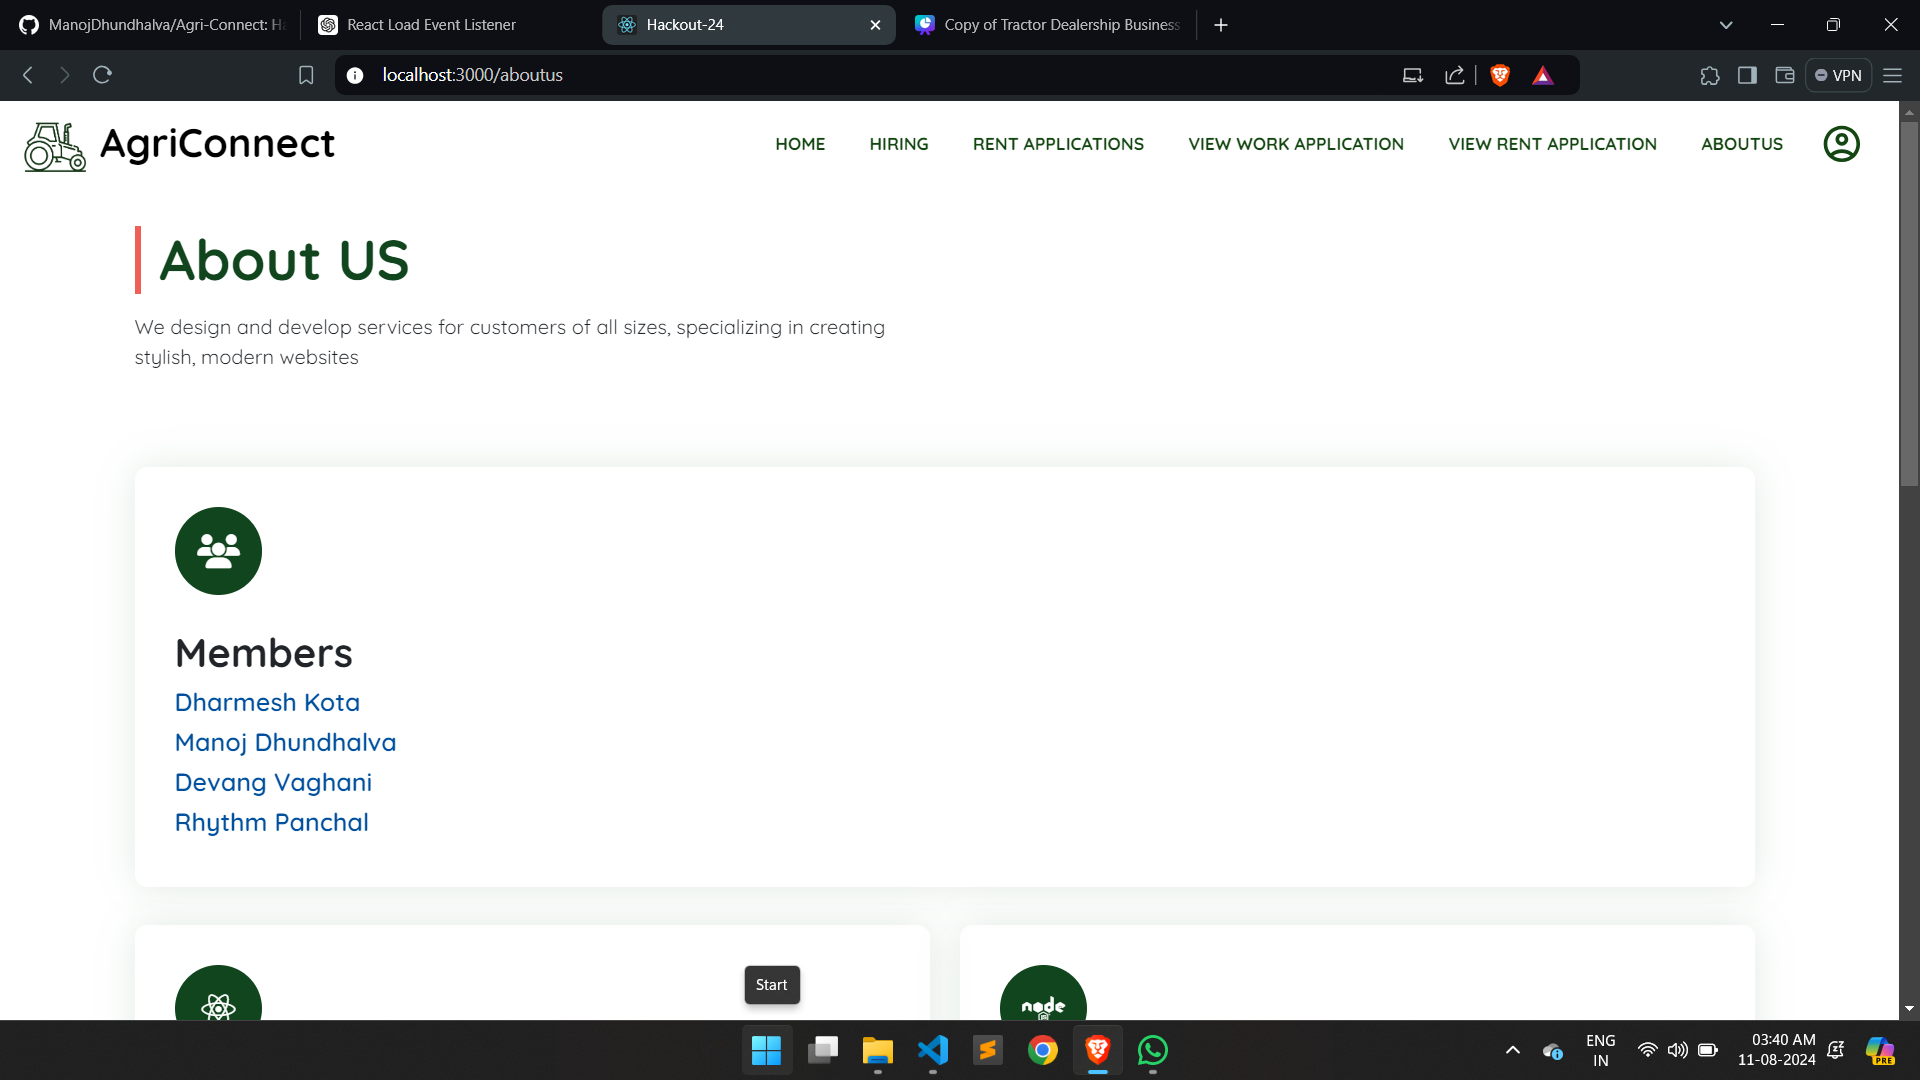 ManojDhundhalva/Agri-Connect: Ha
React Load Event Listener
Hackout-24
Copy of Tractor Dealership Business
localhost:3000/aboutus
VPN
AgriConnect
HOME
HIRING
RENT APPLICATIONS
VIEW WORK APPLICATION
VIEW RENT APPLICATION
ABOUTUS
About US
We design and develop services for customers of all sizes, specializing in creating
stylish, modern websites
Members
Dharmesh Kota
Manoj Dhundhalva
Devang Vaghani
Rhythm Panchal
node
Start
ENG
IN
03:40 AM
11-08-2024
PRE